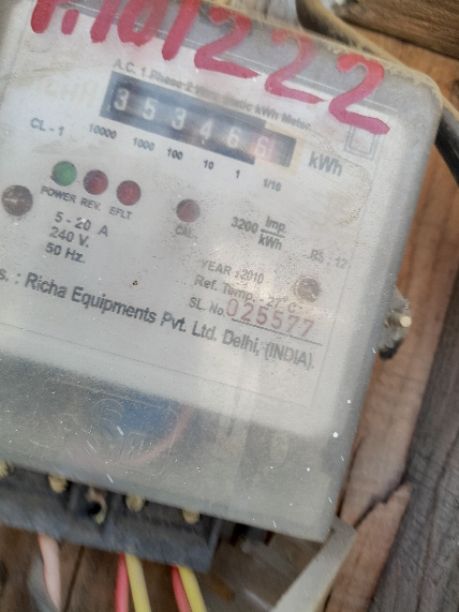 101222
A.C. 1 Phase 2 Wire Static kWh Meter
353466 kWh
CL - 1 10000 1000 100 10 1 1/10
POWER REV. EFLT CAL.
3200 Imp/kWh
5 - 20 A
240 V.
50 Hz.
RS : 12
YEAR : 2010
Ref. Temp. : 27°C
SL. No. 025577
s. : Richa Equipments Pvt. Ltd. Delhi, (INDIA).